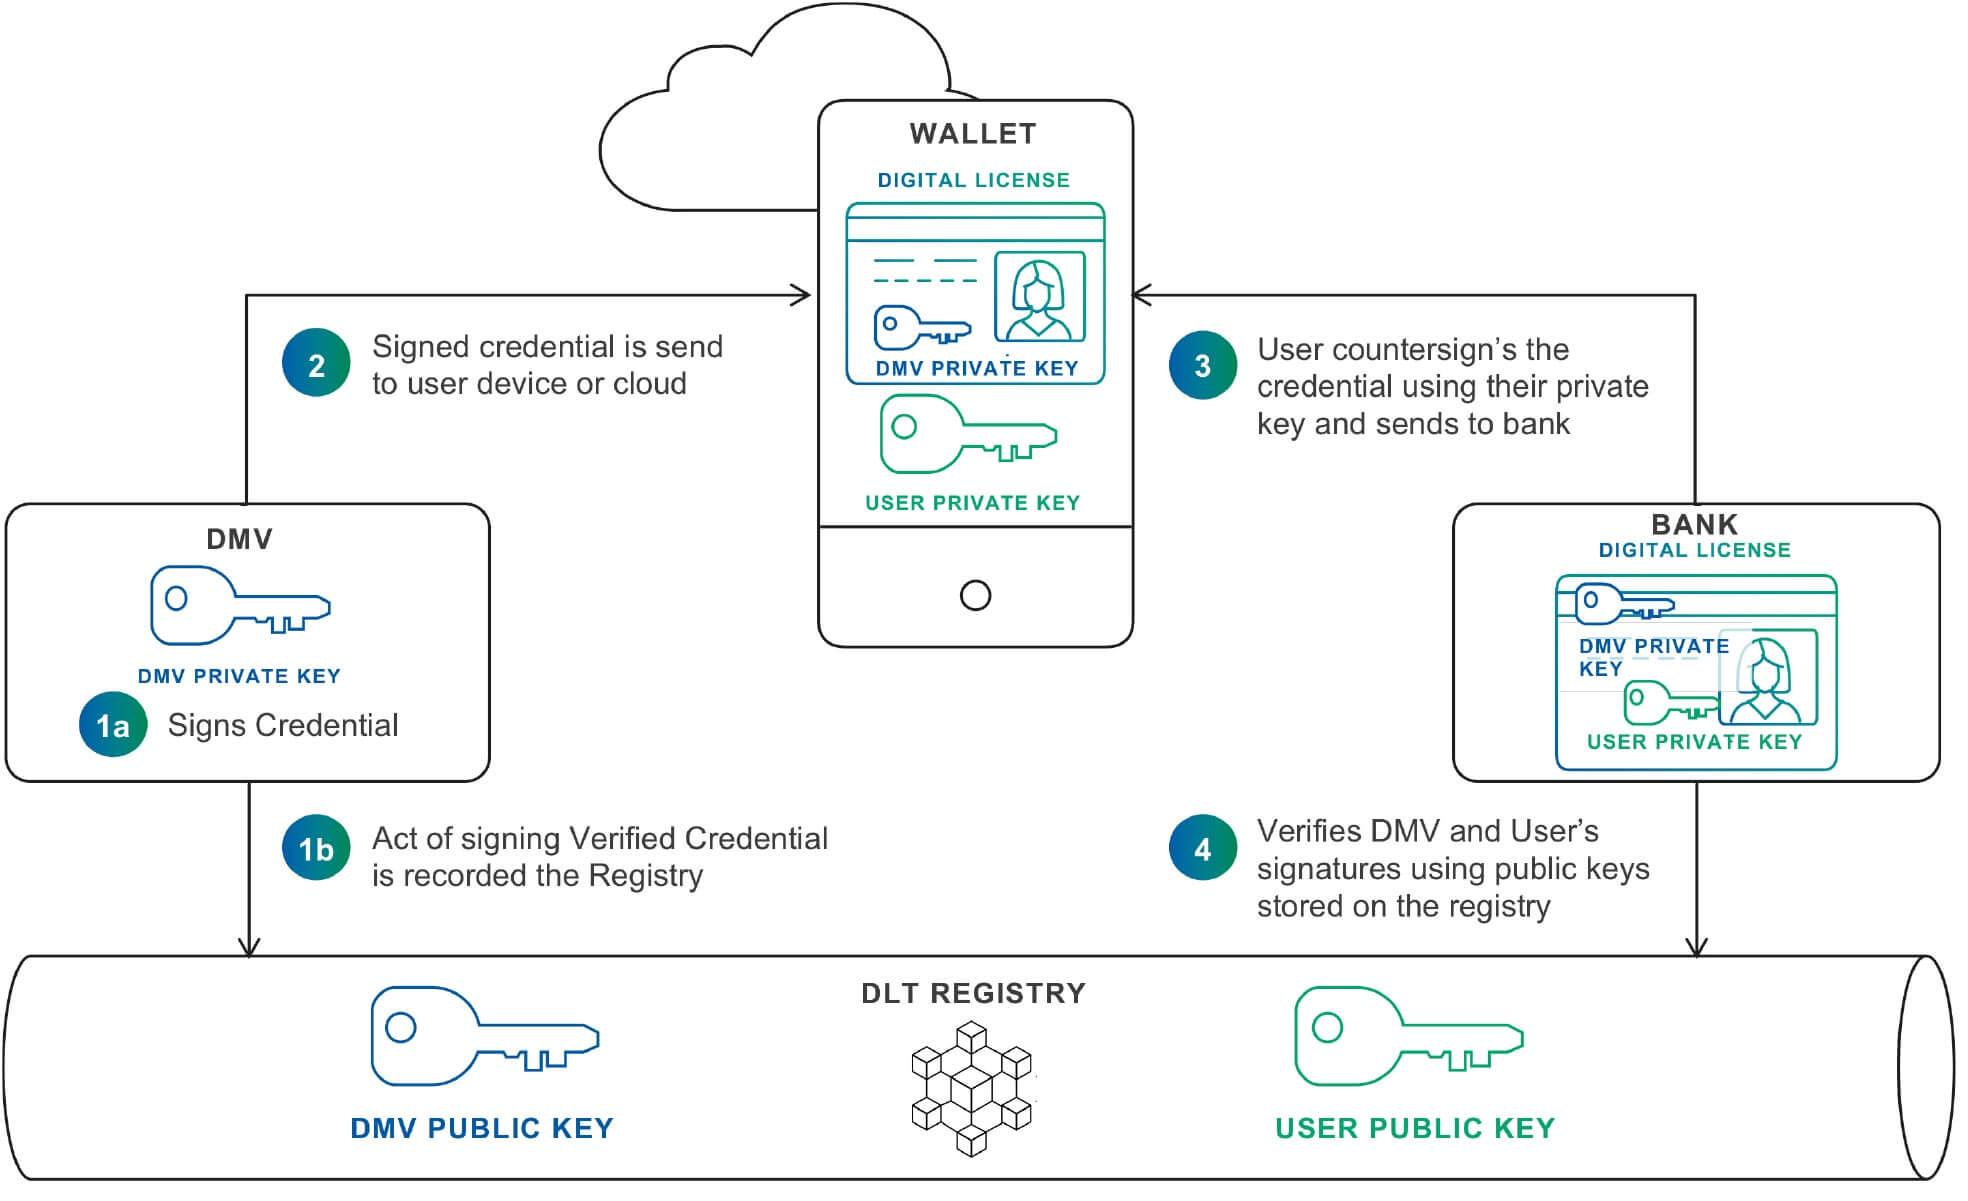 WALLET
DIGITAL LICENSE
DMV PRIVATE KEY
USER PRIVATE KEY
2
Signed credential is send
to user device or cloud
3
User countersign’s the
credential using their private
key and sends to bank
DMV
DMV PRIVATE KEY
1a
Signs Credential
BANK
DIGITAL LICENSE
DMV PRIVATE
KEY
USER PRIVATE KEY
1b
Act of signing Verified Credential
is recorded the Registry
4
Verifies DMV and User’s
signatures using public keys
stored on the registry
DLT REGISTRY
DMV PUBLIC KEY
USER PUBLIC KEY